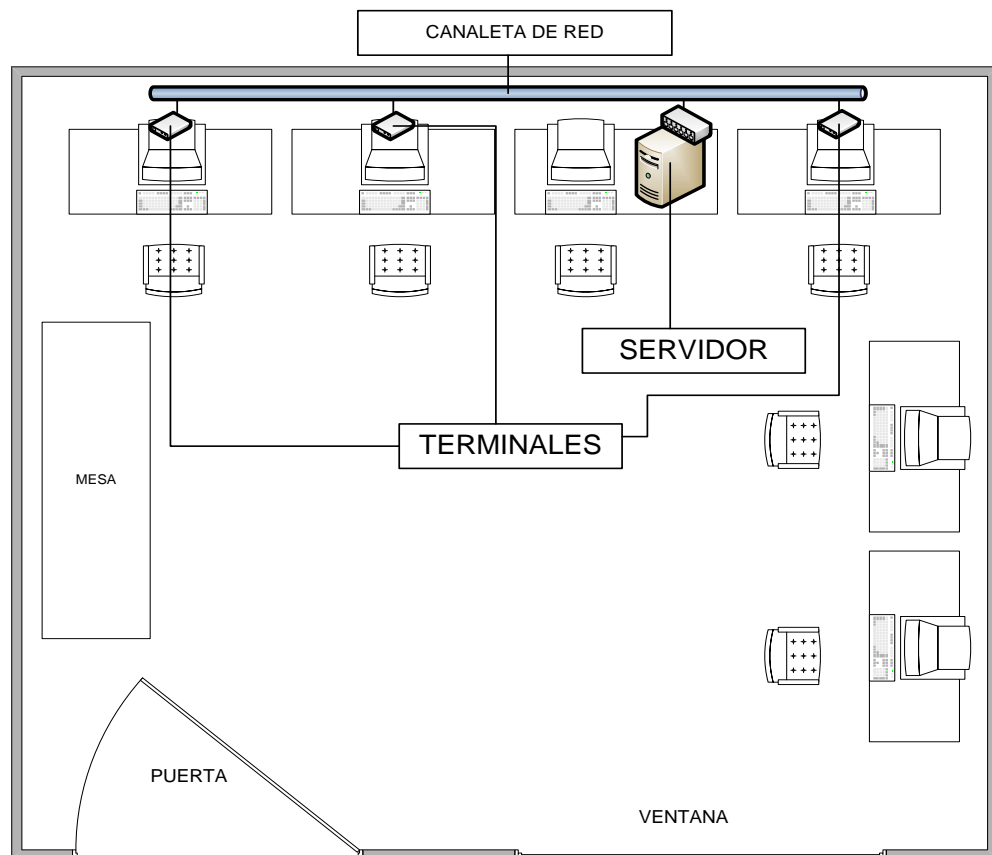 CANALETA DE RED
SERVIDOR
TERMINALES
MESA
PUERTA
VENTANA